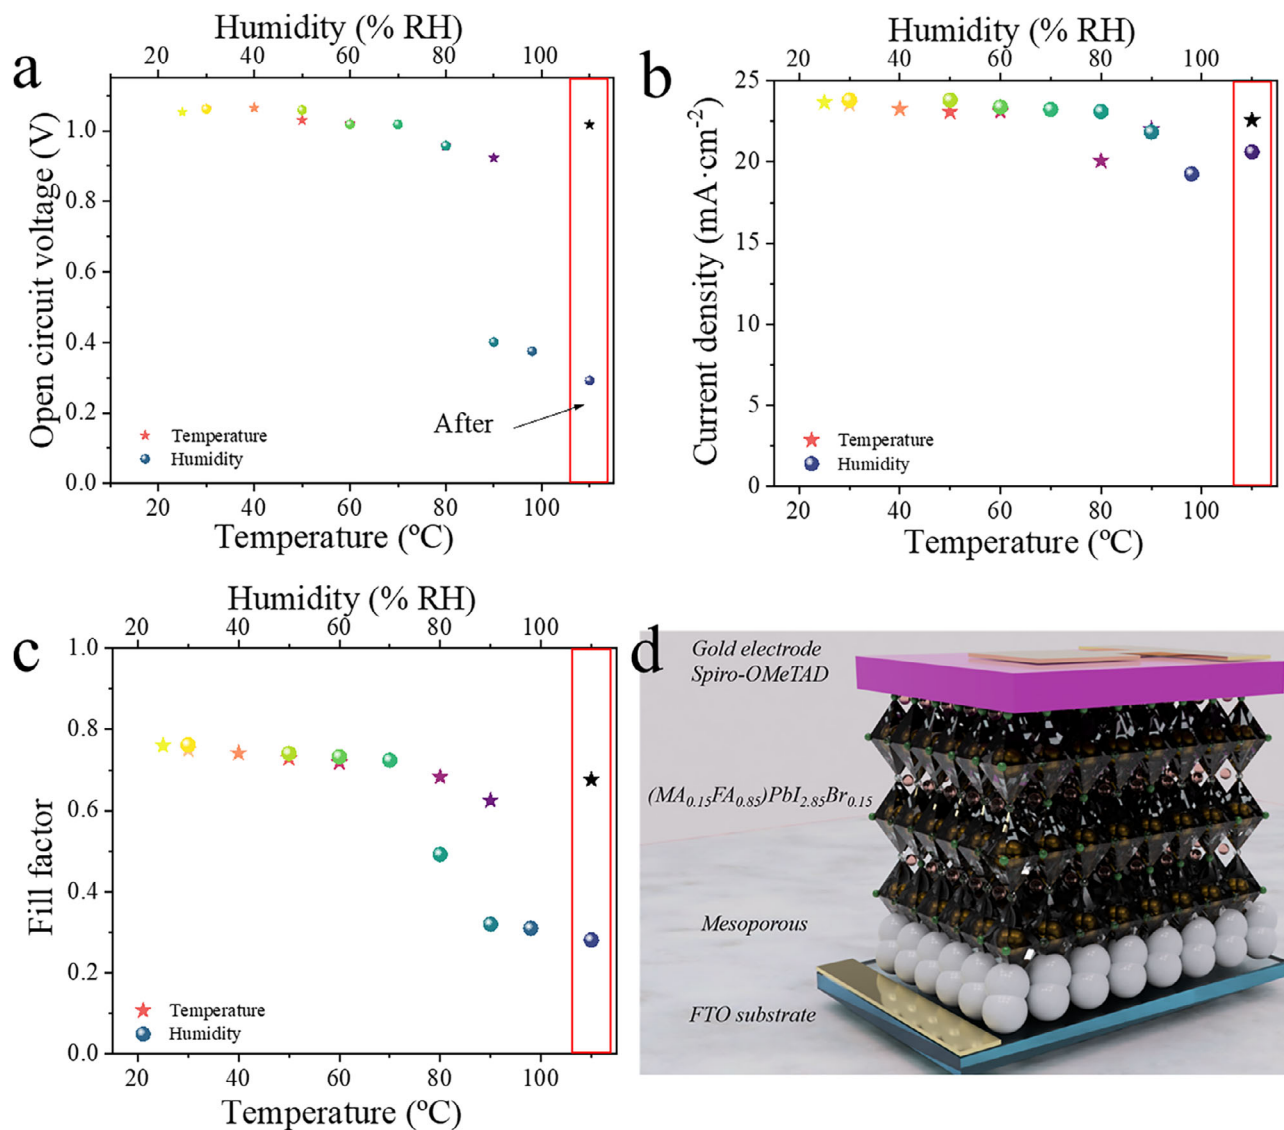 a
Humidity (% RH)
20 40 60 80 100
Open circuit voltage (V)
1.0
0.8
0.6
0.4
0.2
0.0
After
Temperature
Humidity
20 40 60 80 100
Temperature (ºC)
b
Humidity (% RH)
20 40 60 80 100
Current density (mA·cm⁻²)
25
20
15
10
5
0
Temperature
Humidity
20 40 60 80 100
Temperature (ºC)
c
Humidity (% RH)
20 40 60 80 100
Fill factor
1.0
0.8
0.6
0.4
0.2
0.0
Temperature
Humidity
20 40 60 80 100
Temperature (ºC)
d
Gold electrode
Spiro-OMeTAD
(MA₀.₁₅FA₀.₈₅)PbI₂.₈₅Br₀.₁₅
Mesoporous
FTO substrate